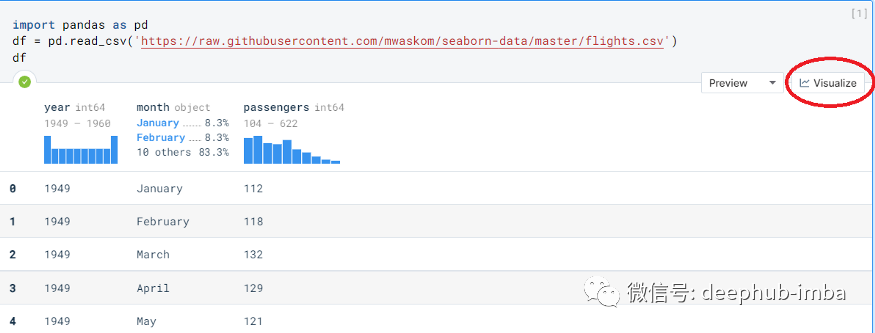 [1]
import pandas as pd
df = pd.read_csv('https://raw.githubusercontent.com/mwaskom/seaborn-data/master/flights.csv')
df
Preview Visualize
year int64 month object passengers int64
1949 – 1960 January ...... 8.3% 104 – 622
February .... 8.3%
10 others 83.3%
0 1949 January 112
1 1949 February 118
2 1949 March 132
3 1949 April 129
4 1949 May 121
微信号: deephub-imba